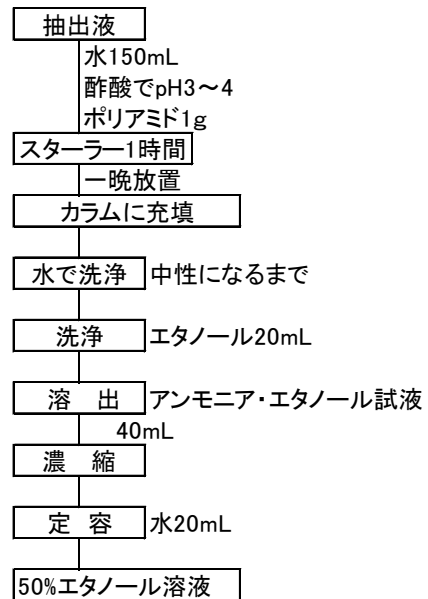 抽出液
水150mL
酢酸でpH3～4
ポリアミド1g
スターラー1時間
一晩放置
カラムに充填
水で洗浄 中性になるまで
洗浄 エタノール20mL
溶　出 アンモニア・エタノール試液
40mL
濃　縮
定　容 水20mL
50%エタノール溶液